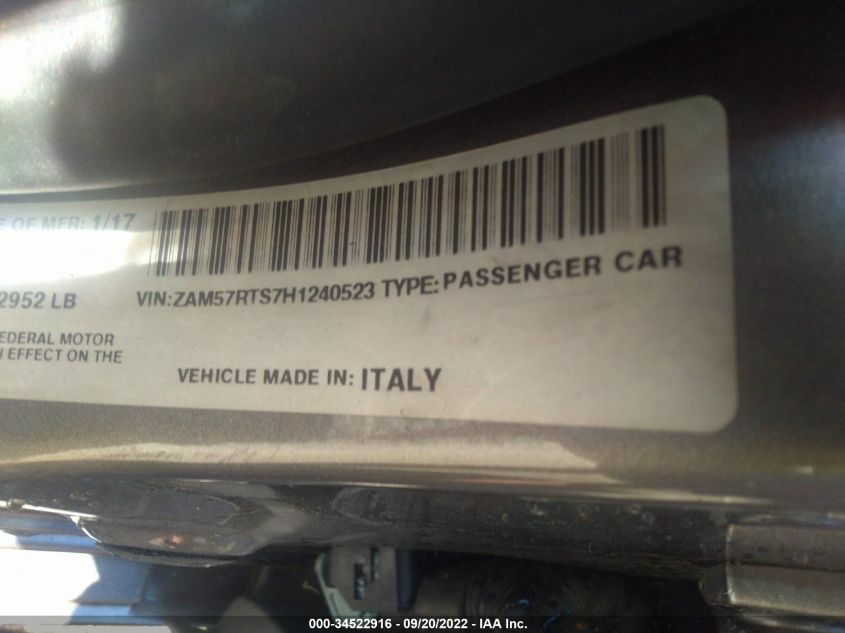 OF MFR: 1/17
2952 LB
VIN:ZAM57RTS7H1240523 TYPE:PASSENGER CAR
EDERAL MOTOR
EFFECT ON THE
VEHICLE MADE IN: ITALY
000-34522916 - 09/20/2022 - IAA Inc.